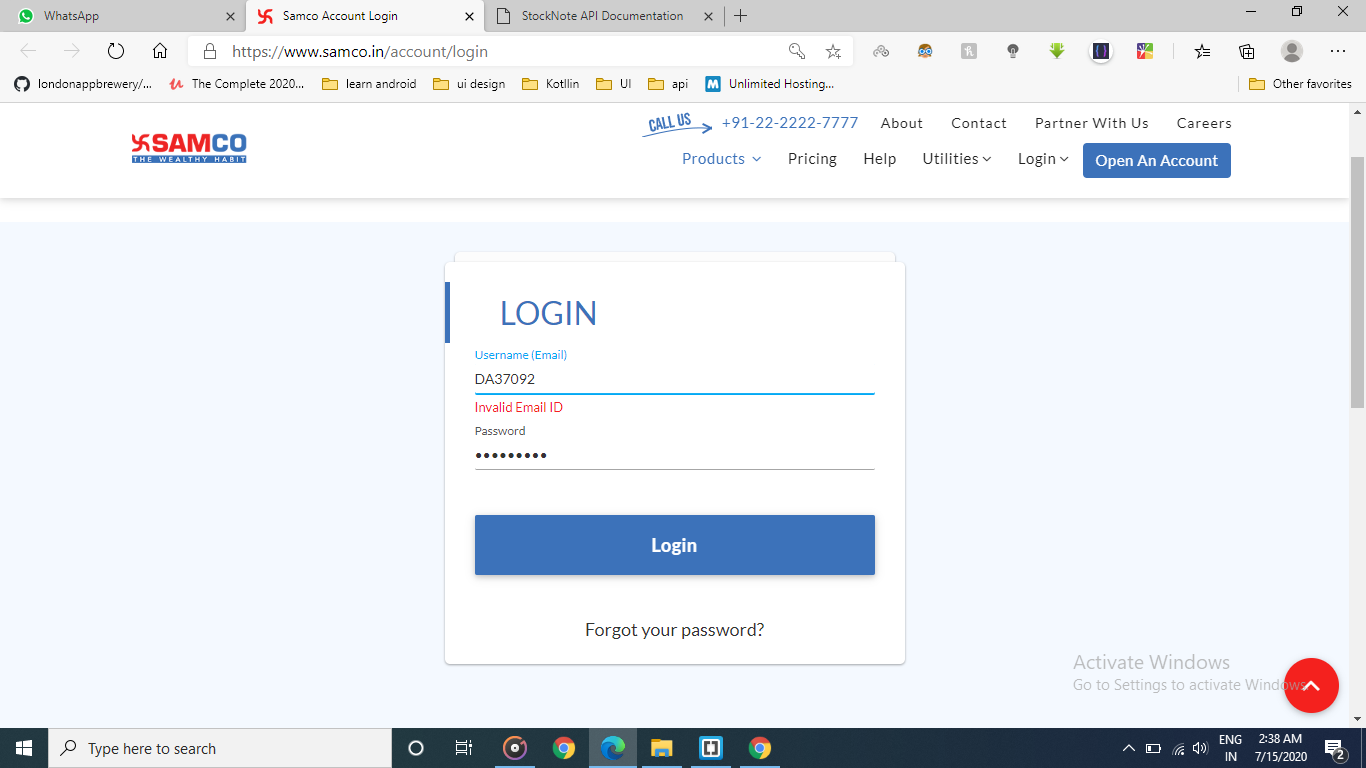 WhatsApp
Samco Account Login
StockNote API Documentation
https://www.samco.in/account/login
londonappbrewery/...
The Complete 2020...
learn android
ui design
Kotllin
UI
api
Unlimited Hosting...
Other favorites
SAMCO
THE WEALTHY HABIT
CALL US
+91-22-2222-7777
About
Contact
Partner With Us
Careers
Products
Pricing
Help
Utilities
Login
Open An Account
LOGIN
Username (Email)
DA37092
Invalid Email ID
Password
•••••••••
Login
Forgot your password?
Activate Windows
Go to Settings to activate Windows.
Type here to search
ENG
IN
2:38 AM
7/15/2020
2